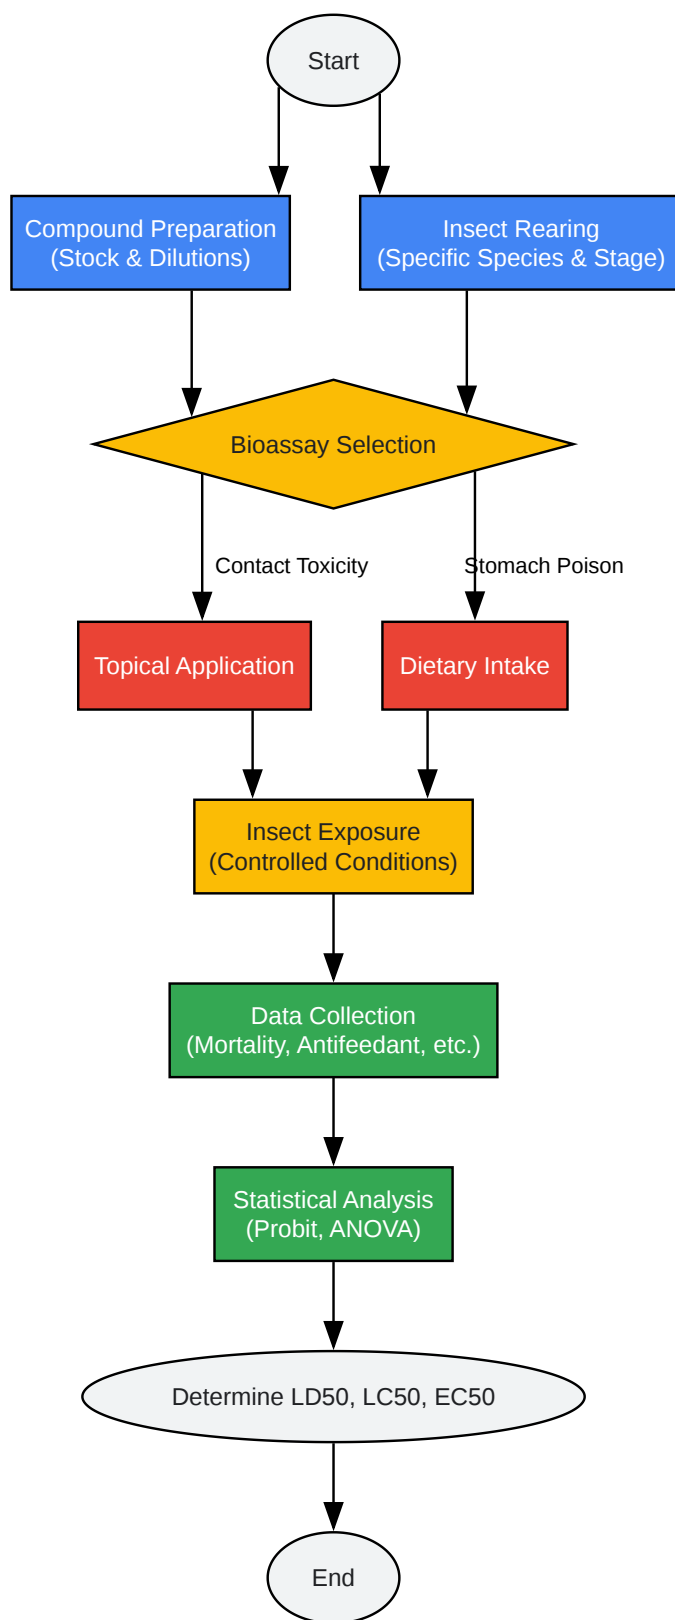 Start
Compound Preparation
(Stock & Dilutions)
Insect Rearing
(Specific Species & Stage)
Bioassay Selection
Contact Toxicity
Stomach Poison
Topical Application
Dietary Intake
Insect Exposure
(Controlled Conditions)
Data Collection
(Mortality, Antifeedant, etc.)
Statistical Analysis
(Probit, ANOVA)
Determine LD50, LC50, EC50
End